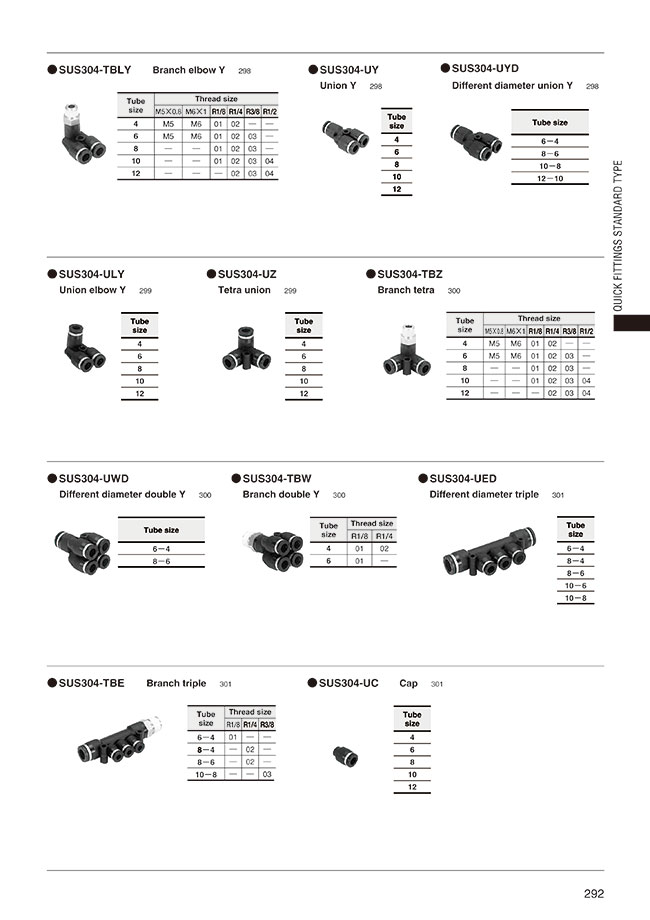 ●SUS304-TBLY Branch elbow Y 298
Tube size Thread size
M5×0.8 M6×1 R1/8 R1/4 R3/8 R1/2
4 M5 M6 01 02 — —
6 M5 M6 01 02 03 —
8 — — 01 02 03 —
10 — — 01 02 03 04
12 — — — 02 03 04
●SUS304-UY
Union Y 298
Tube
size
4
6
8
10
12
●SUS304-UYD
Different diameter union Y 298
Tube size
6—4
8—6
10—8
12—10
QUICK FITTINGS STANDARD TYPE
●SUS304-ULY
Union elbow Y 299
Tube
size
4
6
8
10
12
●SUS304-UZ
Tetra union 299
Tube
size
4
6
8
10
12
●SUS304-TBZ
Branch tetra 300
Tube size Thread size
M5×0.8 M6×1 R1/8 R1/4 R3/8 R1/2
4 M5 M6 01 02 — —
6 M5 M6 01 02 03 —
8 — — 01 02 03 —
10 — — 01 02 03 04
12 — — — 02 03 04
●SUS304-UWD
Different diameter double Y 300
Tube size
6—4
8—6
●SUS304-TBW
Branch double Y 300
Tube size Thread size
R1/8 R1/4
4 01 02
6 01 —
●SUS304-UED
Different diameter triple 301
Tube
size
6—4
8—4
8—6
10—6
10—8
●SUS304-TBE Branch triple 301
Tube size Thread size
R1/8 R1/4 R3/8
6—4 01 — —
8—4 — 02 —
8—6 — 02 —
10—8 — — 03
●SUS304-UC Cap 301
Tube
size
4
6
8
10
12
292